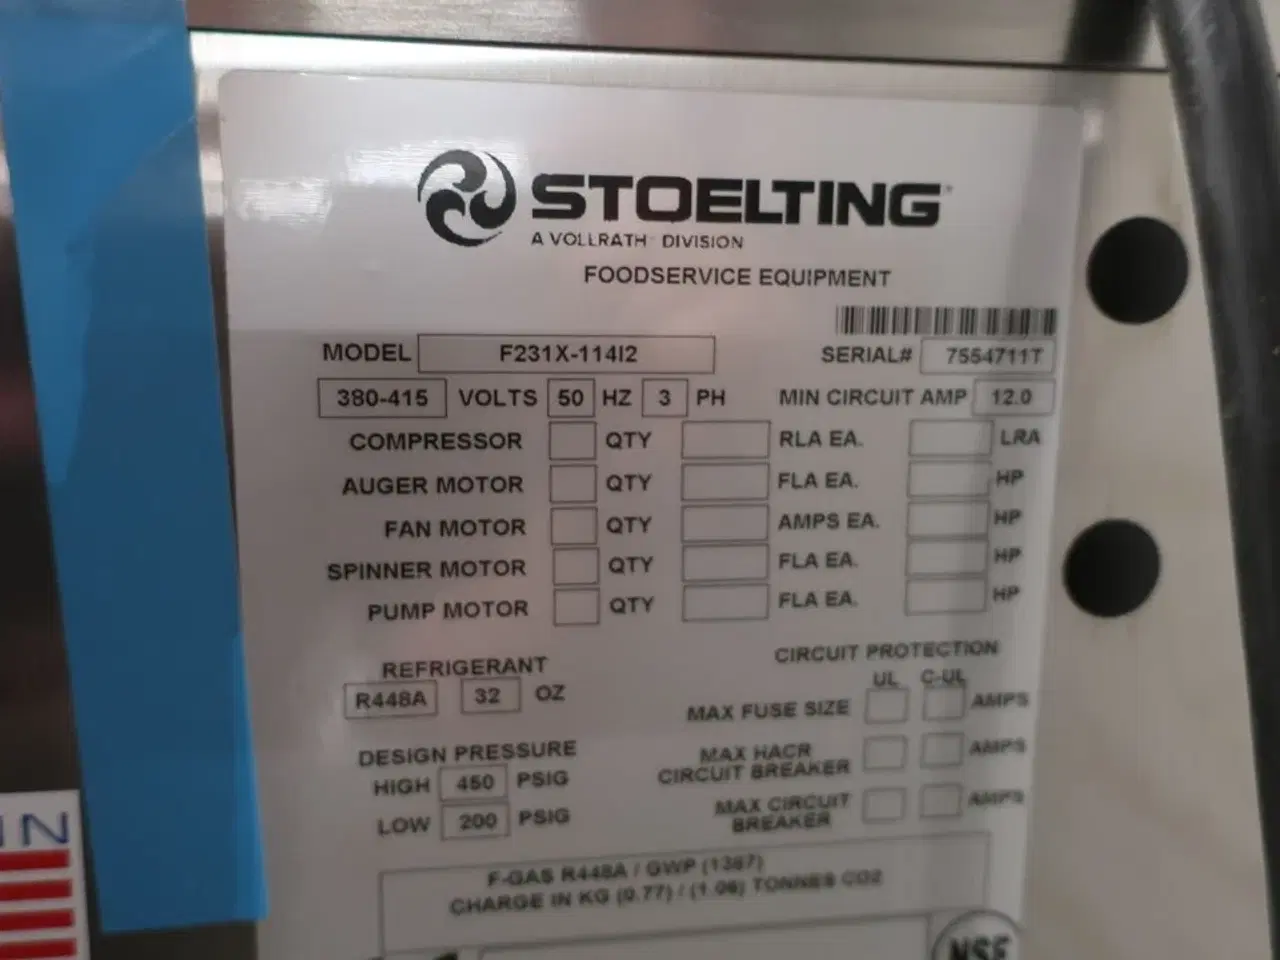 STOELTING
A VOLLRATH DIVISION
FOODSERVICE EQUIPMENT
MODEL F231X-114I2 SERIAL# 7554711T
380-415 VOLTS 50 HZ 3 PH MIN CIRCUIT AMP 12.0
COMPRESSOR QTY RLA EA. LRA
AUGER MOTOR QTY FLA EA. HP
FAN MOTOR QTY AMPS EA. HP
SPINNER MOTOR QTY FLA EA. HP
PUMP MOTOR QTY FLA EA. HP
REFRIGERANT
R448A 32 OZ
DESIGN PRESSURE
HIGH 450 PSIG
LOW 200 PSIG
CIRCUIT PROTECTION
UL C-UL
MAX FUSE SIZE AMPS
MAX HACR
CIRCUIT BREAKER AMPS
MAX CIRCUIT
BREAKER AMPS
F-GAS R448A / GWP (1387)
CHARGE IN KG (0.77) / (1.06) TONNES CO2
NSF